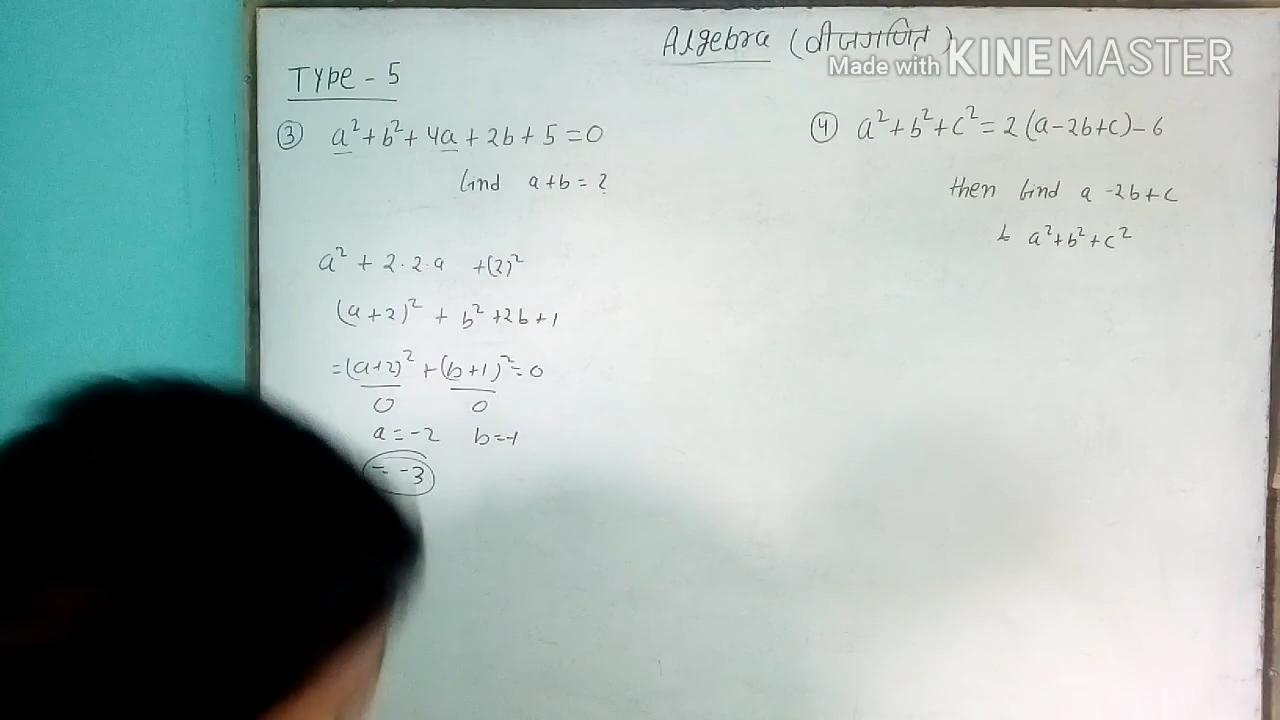 Algebra (बीजगणित)
Made with KINEMASTER
TYPE - 5
③ a² + b² + 4a + 2b + 5 = 0
find a + b = ?
a² + 2·2·a + (2)²
(a+2)² + b² + 2b + 1
= (a+2)² + (b+1)² = 0
0 0
a = -2 b = -1
= -3
④ a² + b² + c² = 2 (a - 2b + c) - 6
then find a - 2b + c
& a² + b² + c²